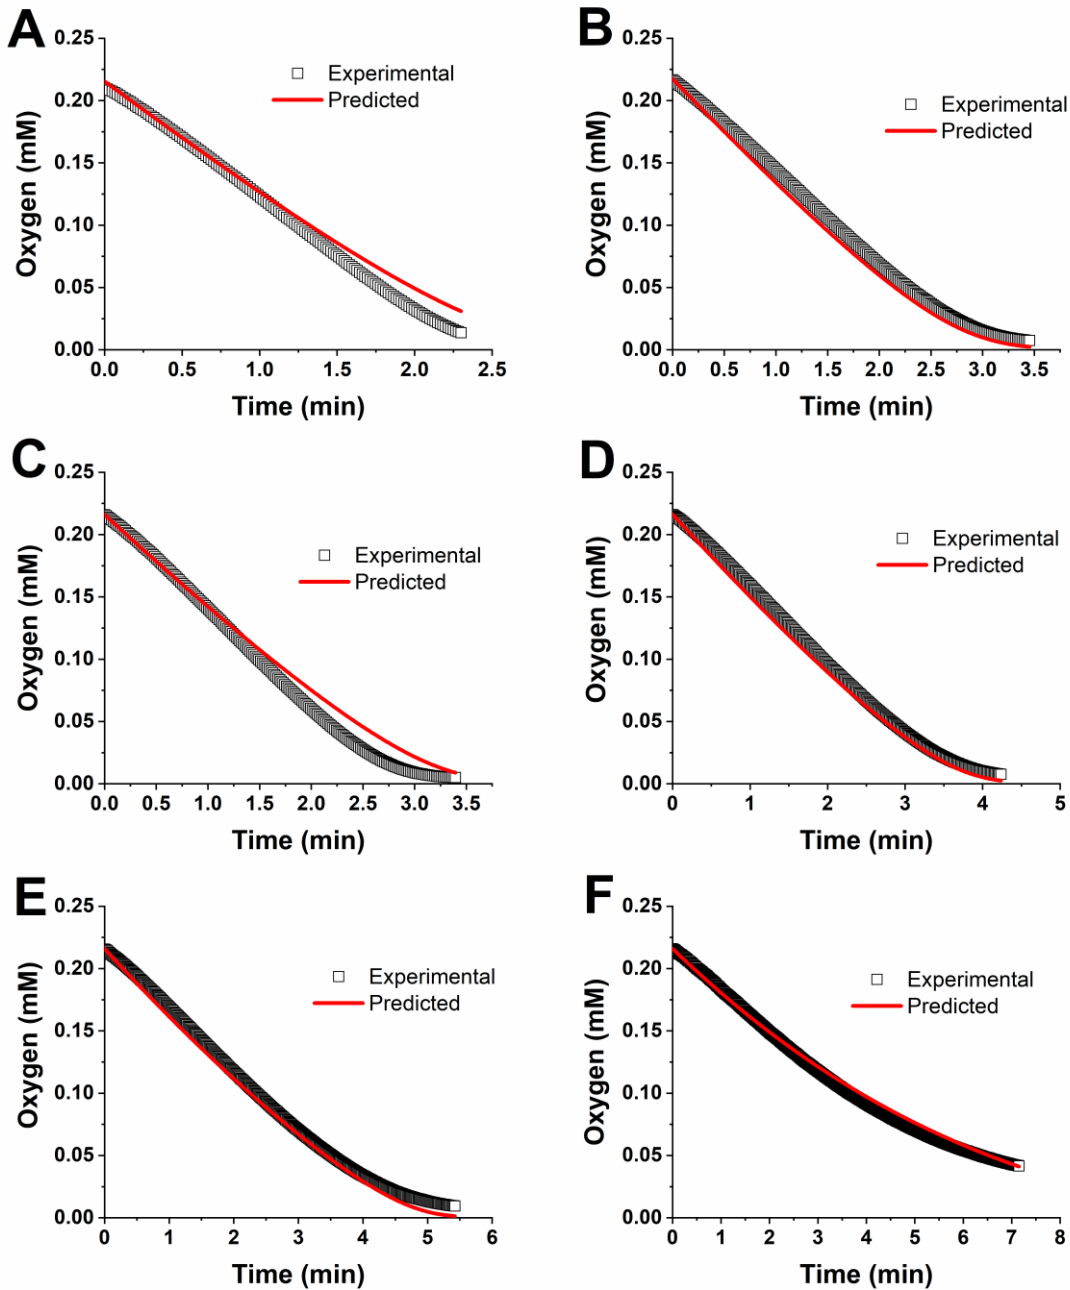 A
0.25
0.20
0.15
0.10
0.05
0.00
Oxygen (mM)
Experimental
Predicted
0.0 0.5 1.0 1.5 2.0 2.5
Time (min)
B
0.25
0.20
0.15
0.10
0.05
0.00
Oxygen (mM)
Experimental
Predicted
0.0 0.5 1.0 1.5 2.0 2.5 3.0 3.5
Time (min)
C
0.25
0.20
0.15
0.10
0.05
0.00
Oxygen (mM)
Experimental
Predicted
0.0 0.5 1.0 1.5 2.0 2.5 3.0 3.5
Time (min)
D
0.25
0.20
0.15
0.10
0.05
0.00
Oxygen (mM)
Experimental
Predicted
0 1 2 3 4 5
Time (min)
E
0.25
0.20
0.15
0.10
0.05
0.00
Oxygen (mM)
Experimental
Predicted
0 1 2 3 4 5 6
Time (min)
F
0.25
0.20
0.15
0.10
0.05
0.00
Oxygen (mM)
Experimental
Predicted
0 1 2 3 4 5 6 7 8
Time (min)